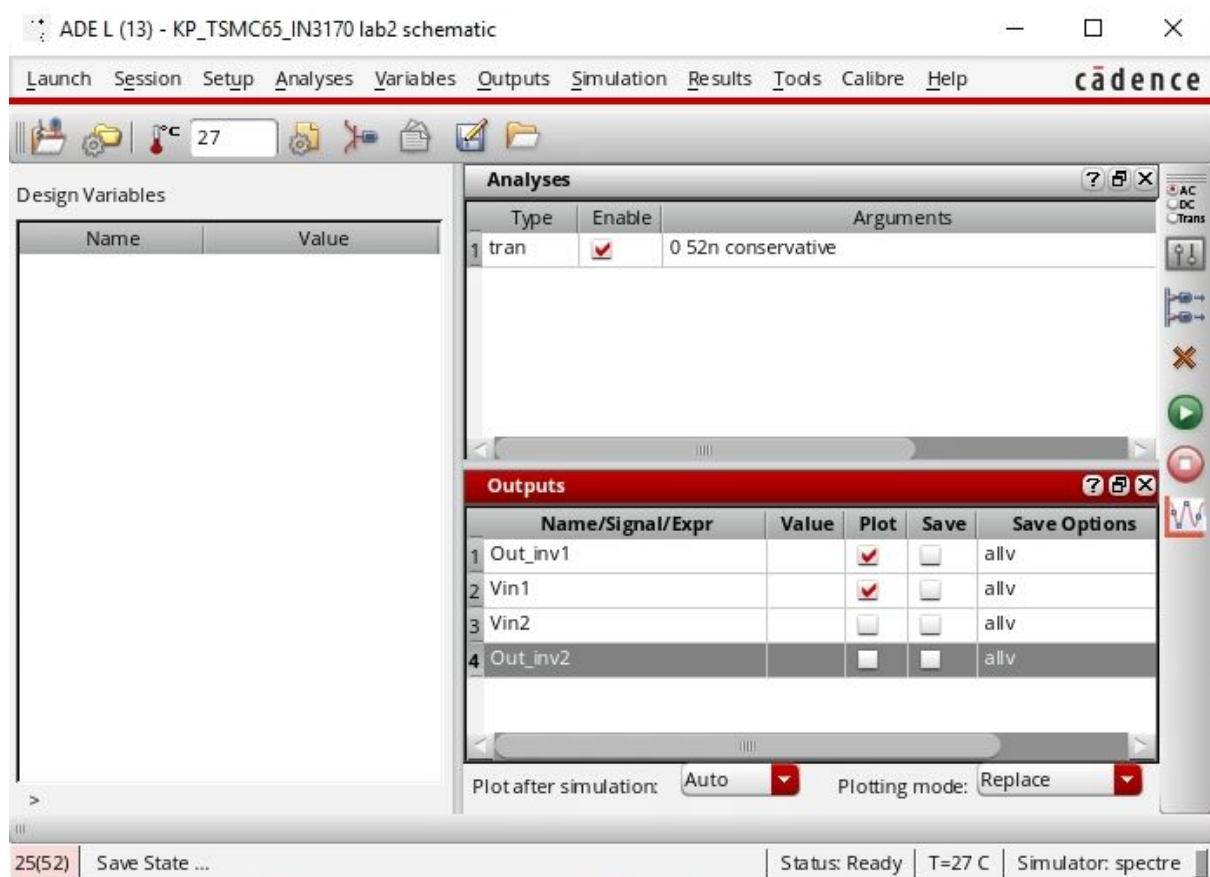 ADE L (13) - KP_TSMC65_IN3170 lab2 schematic
Launch Session Setup Analyses Variables Outputs Simulation Results Tools Calibre Help cādence
°C 27
Design Variables
Name Value
>
Analyses
Type Enable Arguments
1 tran 0 52n conservative
Outputs
Name/Signal/Expr Value Plot Save Save Options
1 Out_inv1 allv
2 Vin1 allv
3 Vin2 allv
4 Out_inv2 allv
Plot after simulation: Auto Plotting mode: Replace
AC
DC
Trans
25(52) Save State ... Status: Ready T=27 C Simulator: spectre